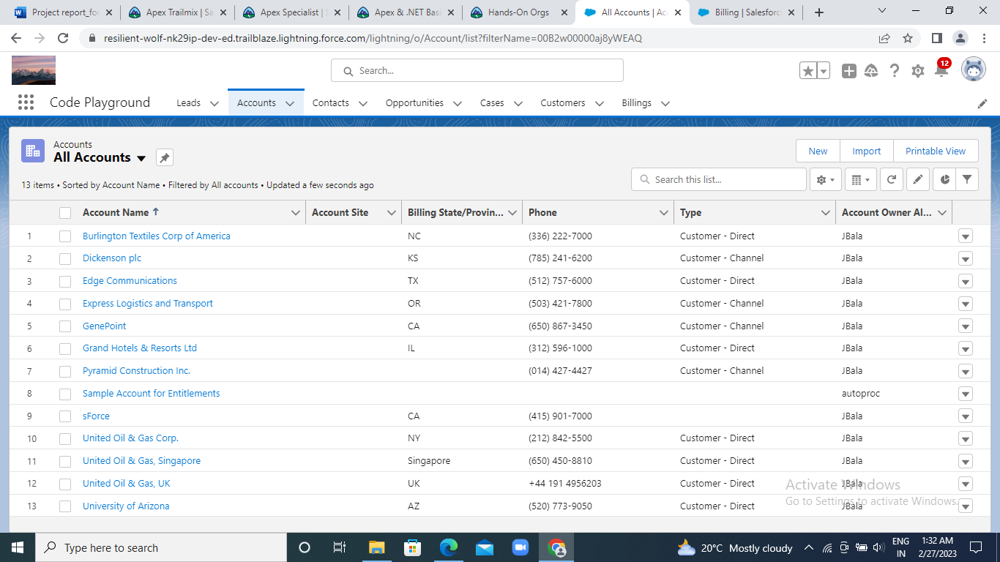 Project report_for
Apex Trailmix | Sa
Apex Specialist | S
Apex & .NET Basi
Hands-On Orgs
All Accounts | Acc
Billing | Salesforc
resilient-wolf-nk29ip-dev-ed.trailblaze.lightning.force.com/lightning/o/Account/list?filterName=00B2w00000aj8yWEAQ
Search...
12
Code Playground
Leads
Accounts
Contacts
Opportunities
Cases
Customers
Billings
Accounts
All Accounts
New
Import
Printable View
13 items • Sorted by Account Name • Filtered by All accounts • Updated a few seconds ago
Search this list...
Account Name ↑ Account Site Billing State/Provin... Phone Type Account Owner Al...
1 Burlington Textiles Corp of America NC (336) 222-7000 Customer - Direct JBala
2 Dickenson plc KS (785) 241-6200 Customer - Channel JBala
3 Edge Communications TX (512) 757-6000 Customer - Direct JBala
4 Express Logistics and Transport OR (503) 421-7800 Customer - Channel JBala
5 GenePoint CA (650) 867-3450 Customer - Channel JBala
6 Grand Hotels & Resorts Ltd IL (312) 596-1000 Customer - Direct JBala
7 Pyramid Construction Inc. (014) 427-4427 Customer - Channel JBala
8 Sample Account for Entitlements autoproc
9 sForce CA (415) 901-7000 JBala
10 United Oil & Gas Corp. NY (212) 842-5500 Customer - Direct JBala
11 United Oil & Gas, Singapore Singapore (650) 450-8810 Customer - Direct JBala
12 United Oil & Gas, UK UK +44 191 4956203 Customer - Direct JBala
13 University of Arizona AZ (520) 773-9050 Customer - Direct JBala
Activate Windows
Go to Settings to activate Windows.
Type here to search
20°C Mostly cloudy
ENG
IN
1:32 AM
2/27/2023